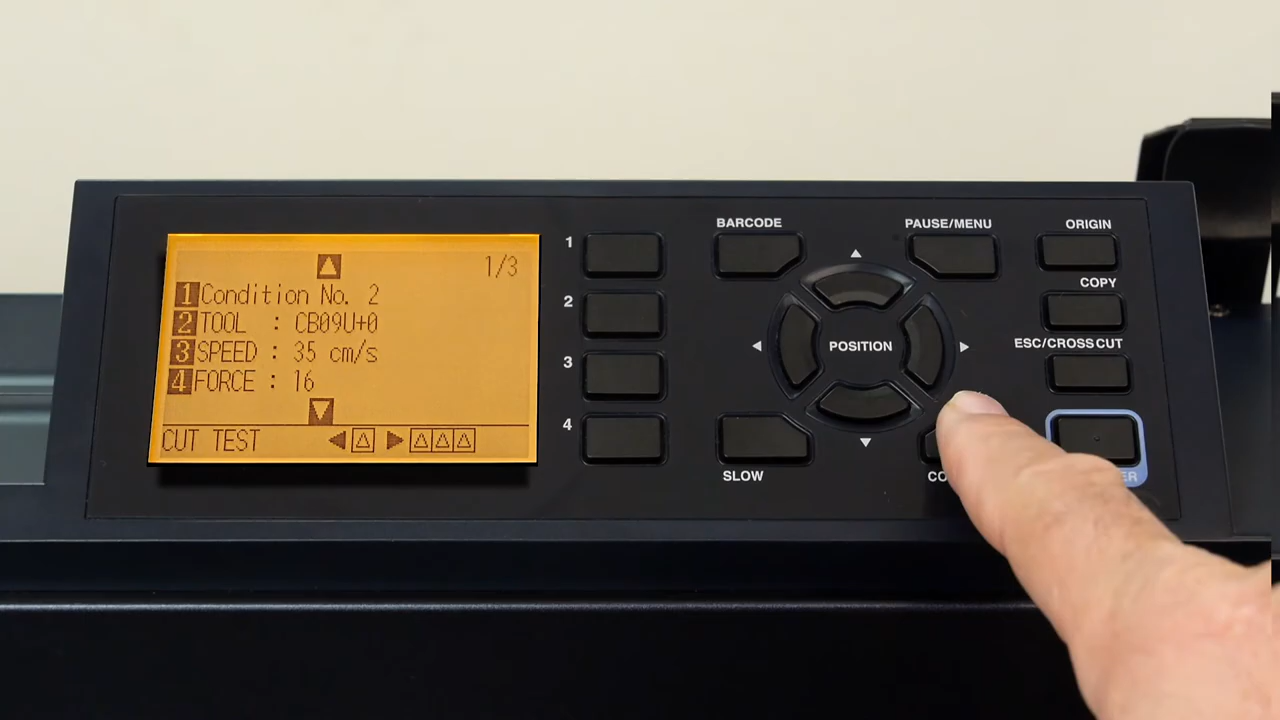 1/3
1 Condition No. 2
2 TOOL : CB09U+0
3 SPEED : 35 cm/s
4 FORCE : 16
CUT TEST
1
2
3
4
BARCODE
PAUSE/MENU
ORIGIN
COPY
ESC/CROSS CUT
POSITION
SLOW